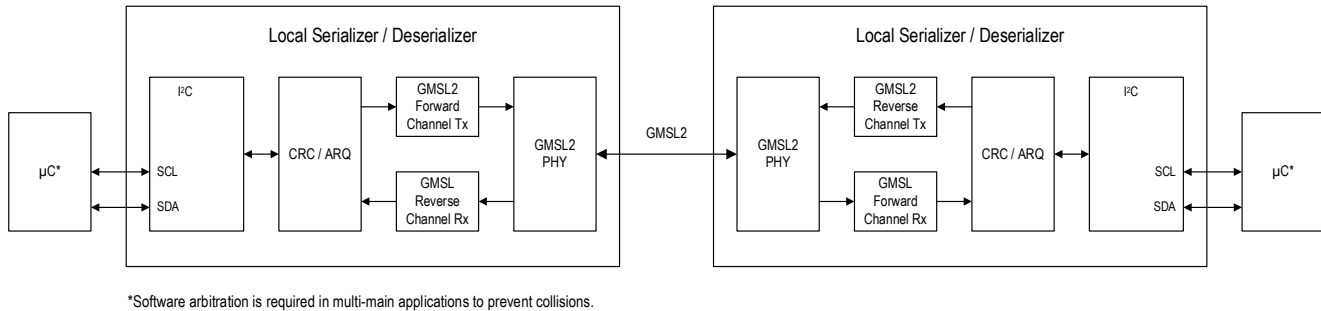 Local Serializer / Deserializer
µC*
I²C
SCL
SDA
CRC / ARQ
GMSL2
Forward
Channel Tx
GMSL
Reverse
Channel Rx
GMSL2
PHY
GMSL2
Local Serializer / Deserializer
GMSL2
PHY
GMSL2
Reverse
Channel Tx
GMSL
Forward
Channel Rx
CRC / ARQ
I²C
SCL
SDA
µC*
*Software arbitration is required in multi-main applications to prevent collisions.